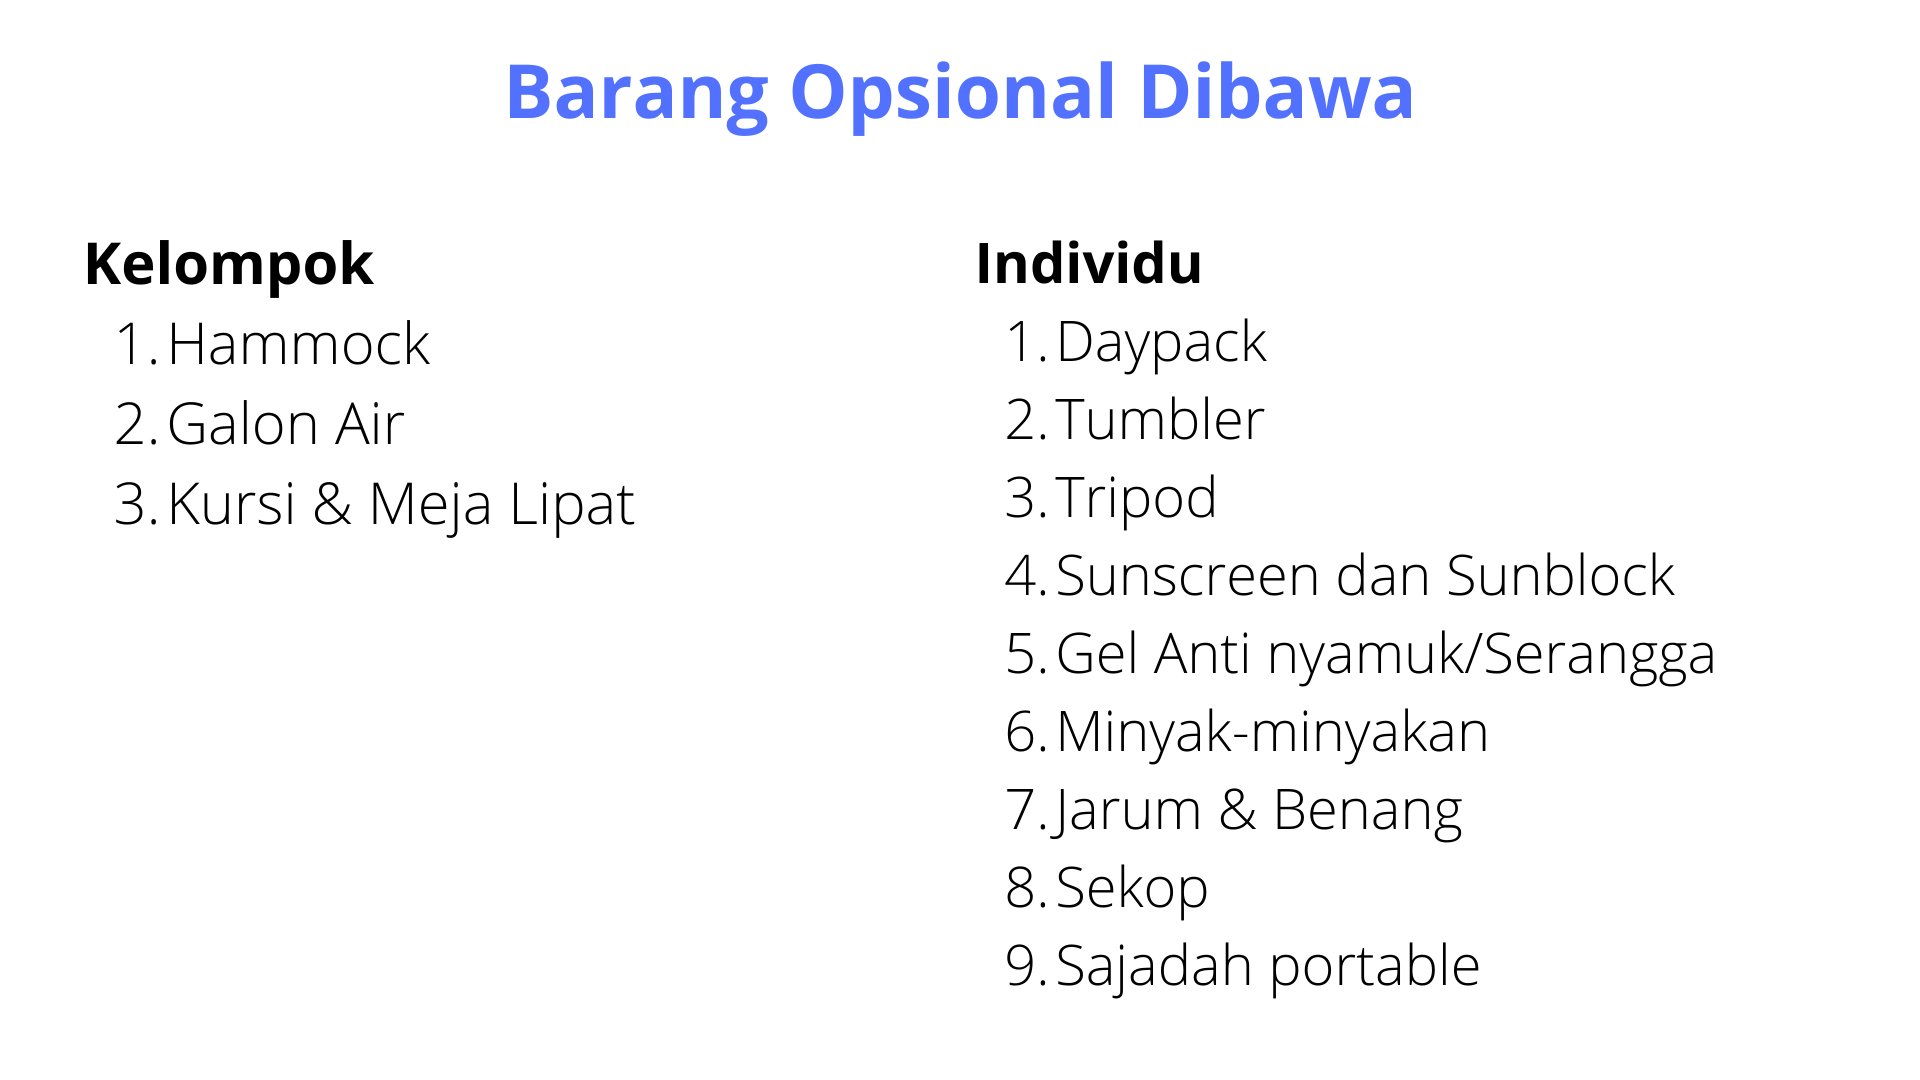 Barang Opsional Dibawa
Kelompok
1. Hammock
2. Galon Air
3. Kursi & Meja Lipat
Individu
1. Daypack
2. Tumbler
3. Tripod
4. Sunscreen dan Sunblock
5. Gel Anti nyamuk/Serangga
6. Minyak-minyakan
7. Jarum & Benang
8. Sekop
9. Sajadah portable